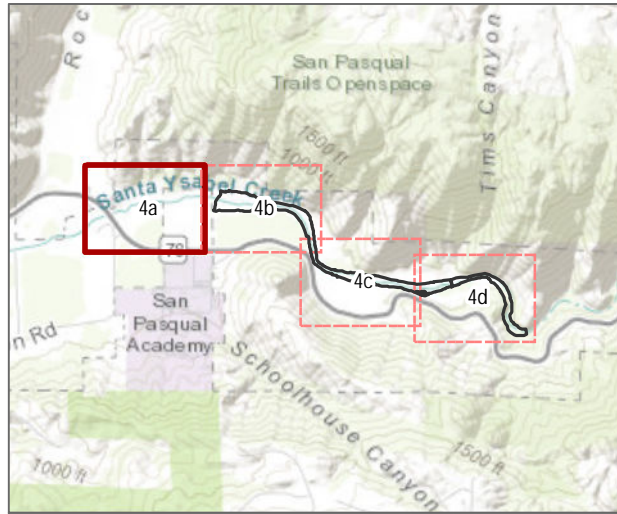 Roc
San Pasqual
Trails Openspace
Tims Canyon
1500 ft
1000 ft
Santa Ysabel Creek
4a
4b
78
4c
4d
San
Pasqual
Academy
n Rd
Schoolhouse Canyon
1000 ft
1500 ft